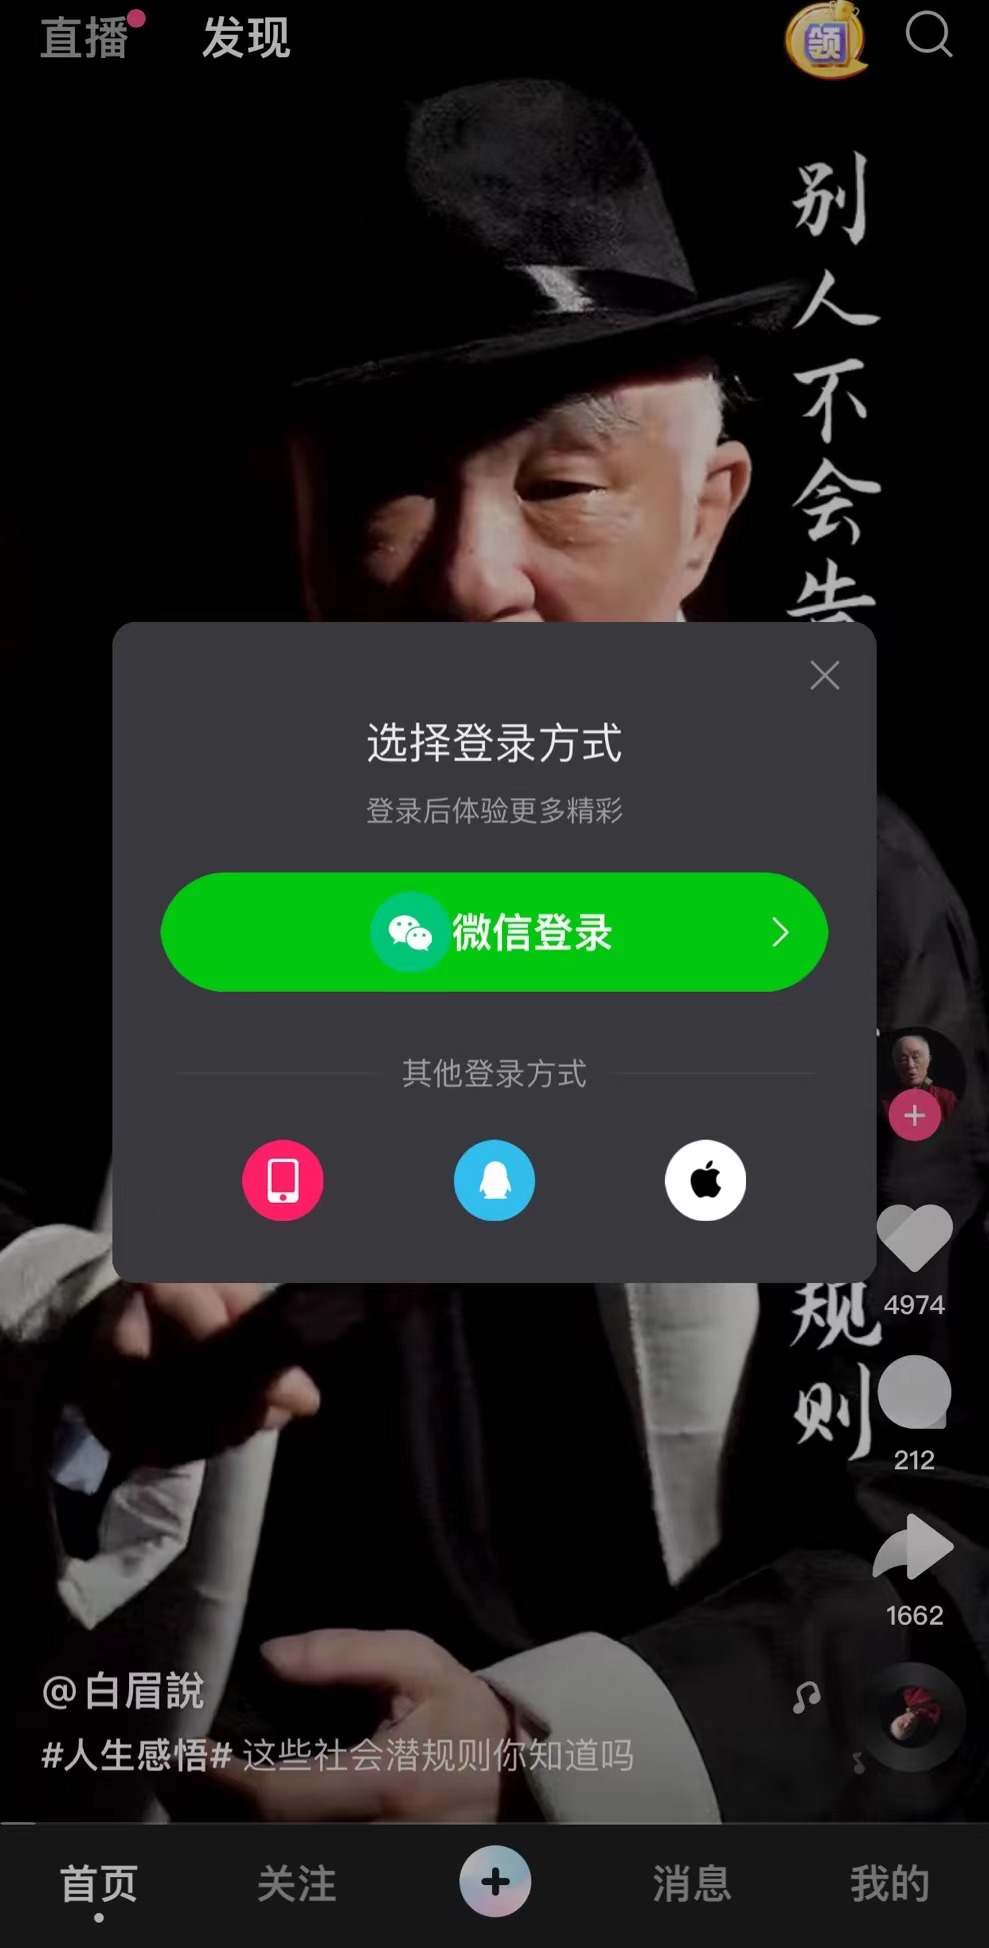 直播
发现
领
别人不会告
选择登录方式
登录后体验更多精彩
微信登录
其他登录方式
规则
4974
212
1662
@白眉說
#人生感悟# 这些社会潜规则你知道吗
首页
关注
消息
我的